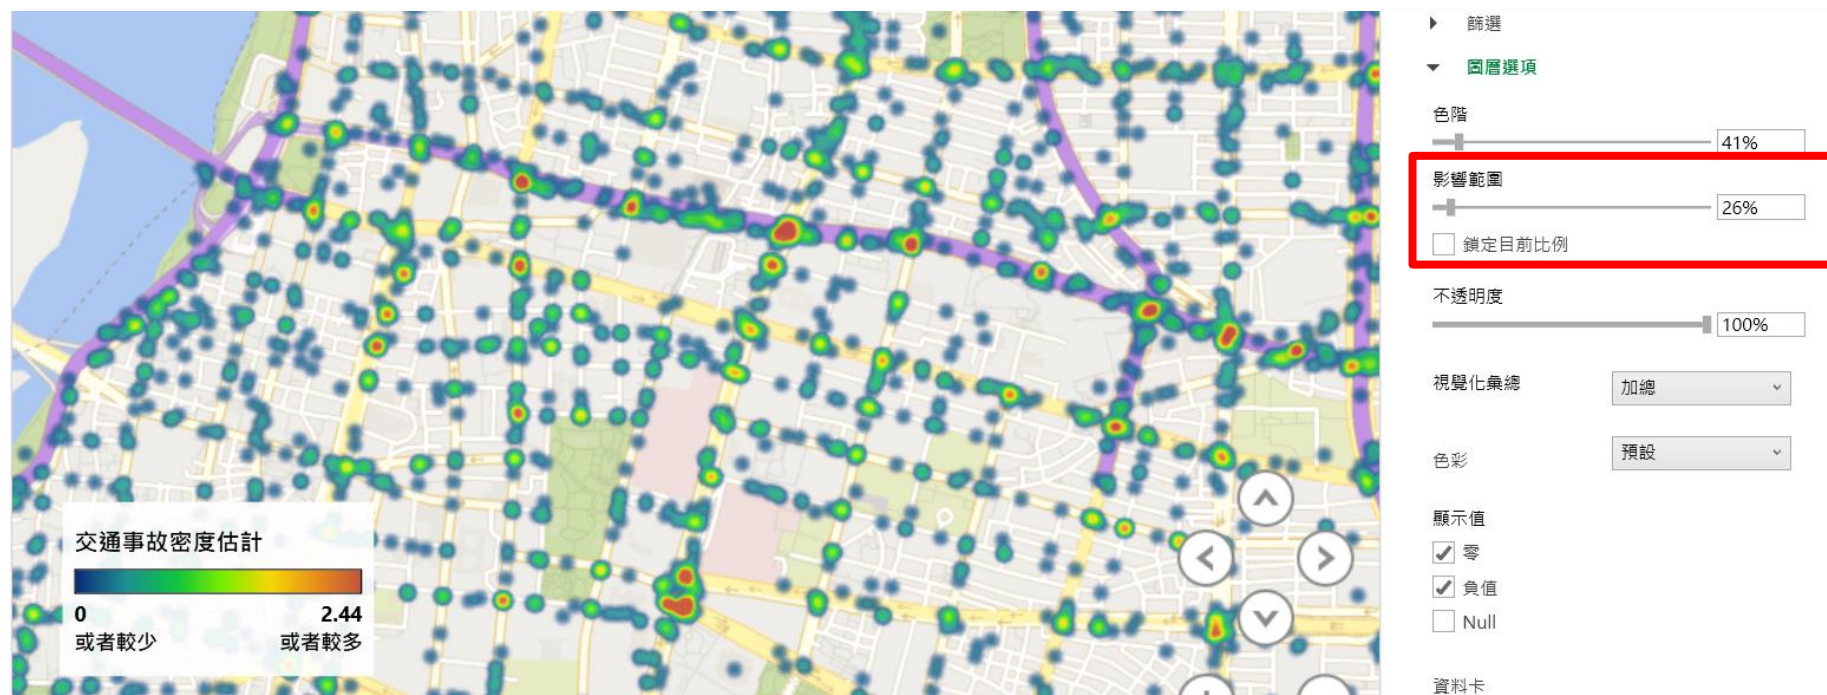 篩選
圖層選項
色階
41%
影響範圍
26%
鎖定目前比例
不透明度
100%
視覺化彙總
加總
色彩
預設
顯示值
零
負值
Null
資料卡
交通事故密度估計
0
2.44
或者較少
或者較多